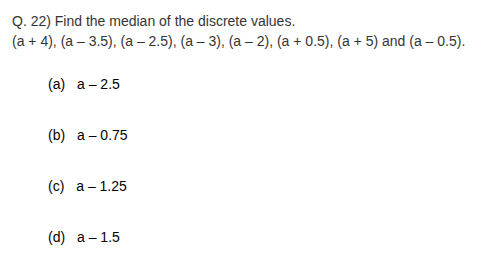 Q. 22) Find the median of the discrete values.
(a + 4), (a – 3.5), (a – 2.5), (a – 3), (a – 2), (a + 0.5), (a + 5) and (a – 0.5).
(a) a – 2.5
(b) a – 0.75
(c) a – 1.25
(d) a – 1.5